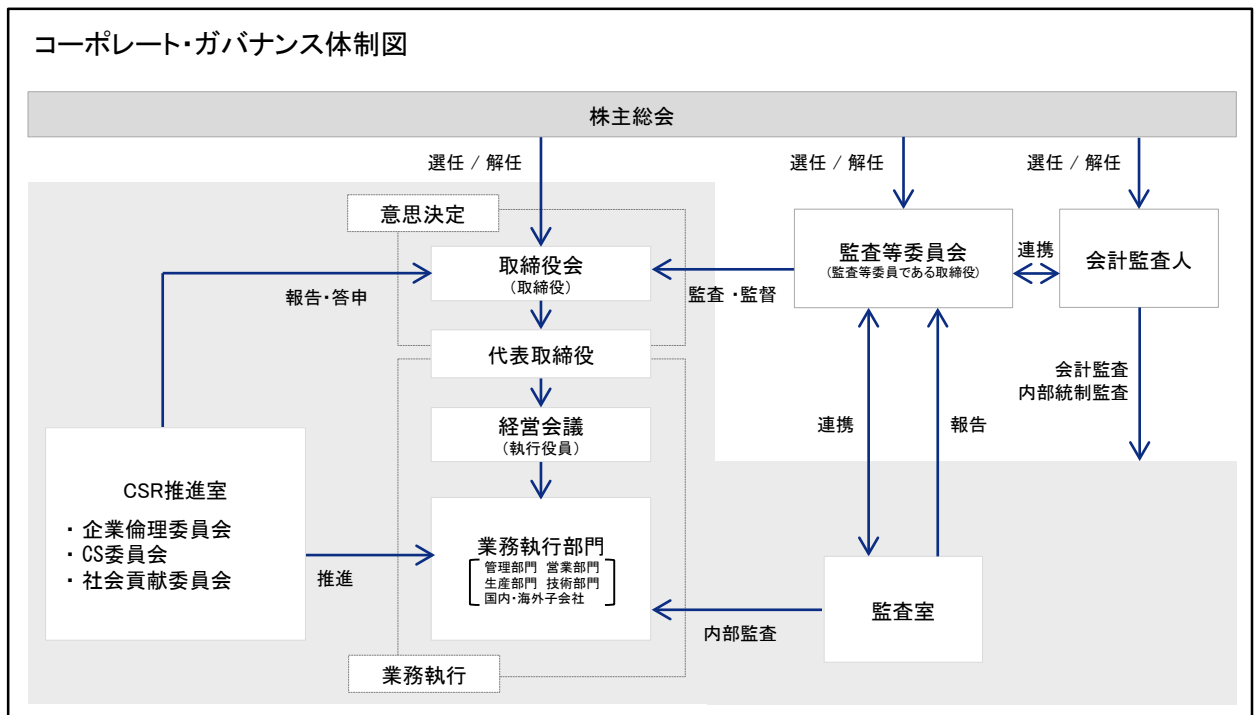 コーポレート・ガバナンス体制図
株主総会
選任 / 解任
選任 / 解任
選任 / 解任
意思決定
取締役会
(取締役)
監査等委員会
(監査等委員である取締役)
連携
会計監査人
報告・答申
監査・監督
代表取締役
会計監査
内部統制監査
経営会議
(執行役員)
連携
報告
CSR推進室
・ 企業倫理委員会
・ CS委員会
・ 社会貢献委員会
推進
業務執行部門
管理部門 営業部門
生産部門 技術部門
国内・海外子会社
監査室
内部監査
業務執行